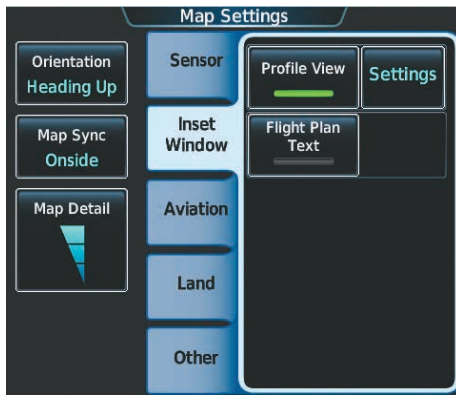 Map Settings
Orientation
Heading Up
Map Sync
Onside
Map Detail
Sensor
Inset
Window
Aviation
Land
Other
Profile View
Settings
Flight Plan
Text